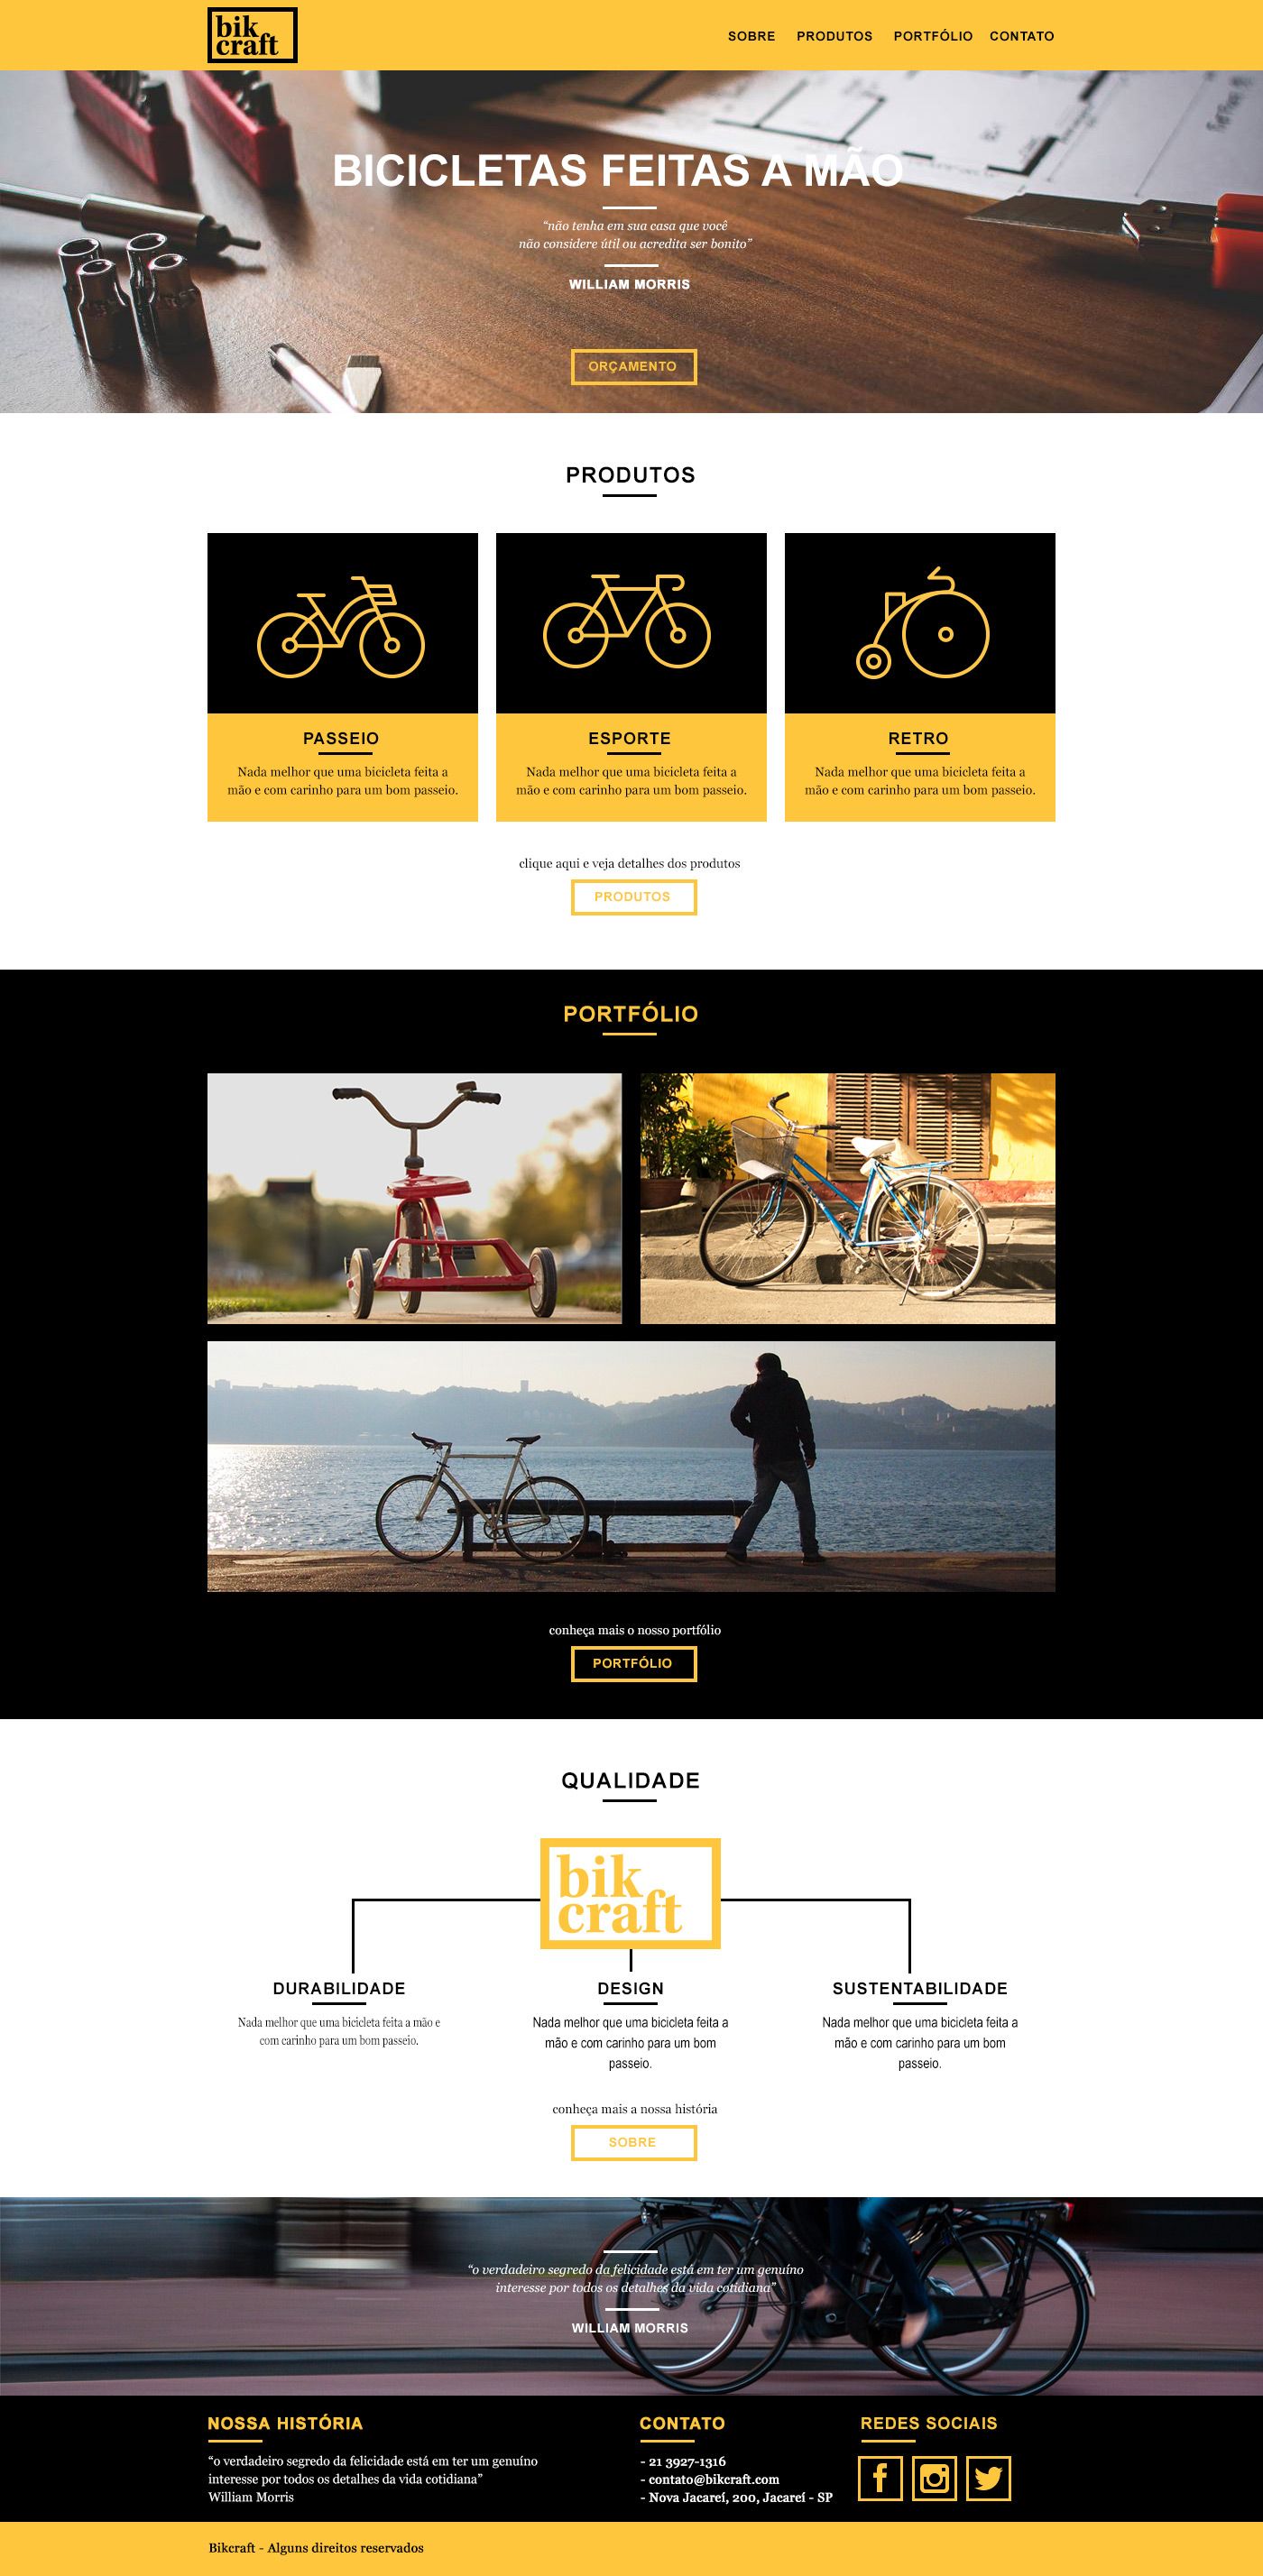 bik
craft
SOBRE PRODUTOS PORTFÓLIO CONTATO
BICICLETAS FEITAS A MÃO
“não tenha em sua casa que você
não considere útil ou acredita ser bonito”
WILLIAM MORRIS
ORÇAMENTO
PRODUTOS
PASSEIO
Nada melhor que uma bicicleta feita a
mão e com carinho para um bom passeio.
ESPORTE
Nada melhor que uma bicicleta feita a
mão e com carinho para um bom passeio.
RETRO
Nada melhor que uma bicicleta feita a
mão e com carinho para um bom passeio.
clique aqui e veja detalhes dos produtos
PRODUTOS
PORTFÓLIO
conheça mais o nosso portfólio
PORTFÓLIO
QUALIDADE
bik
craft
DURABILIDADE
Nada melhor que uma bicicleta feita a mão e
com carinho para um bom passeio.
DESIGN
Nada melhor que uma bicicleta feita a
mão e com carinho para um bom
passeio.
SUSTENTABILIDADE
Nada melhor que uma bicicleta feita a
mão e com carinho para um bom
passeio.
conheça mais a nossa história
SOBRE
“o verdadeiro segredo da felicidade está em ter um genuíno
interesse por todos os detalhes da vida cotidiana”
WILLIAM MORRIS
NOSSA HISTÓRIA
“o verdadeiro segredo da felicidade está em ter um genuíno
interesse por todos os detalhes da vida cotidiana”
William Morris
CONTATO
- 21 3927-1316
- contato@bikcraft.com
- Nova Jacareí, 200, Jacareí - SP
REDES SOCIAIS
Bikcraft - Alguns direitos reservados